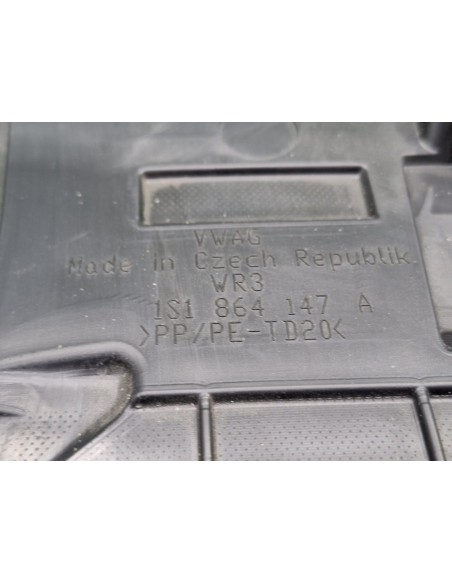 VWAG
Made in Czech Republik.
WR3
1S1 864 147 A
>PP/PE-TD20<